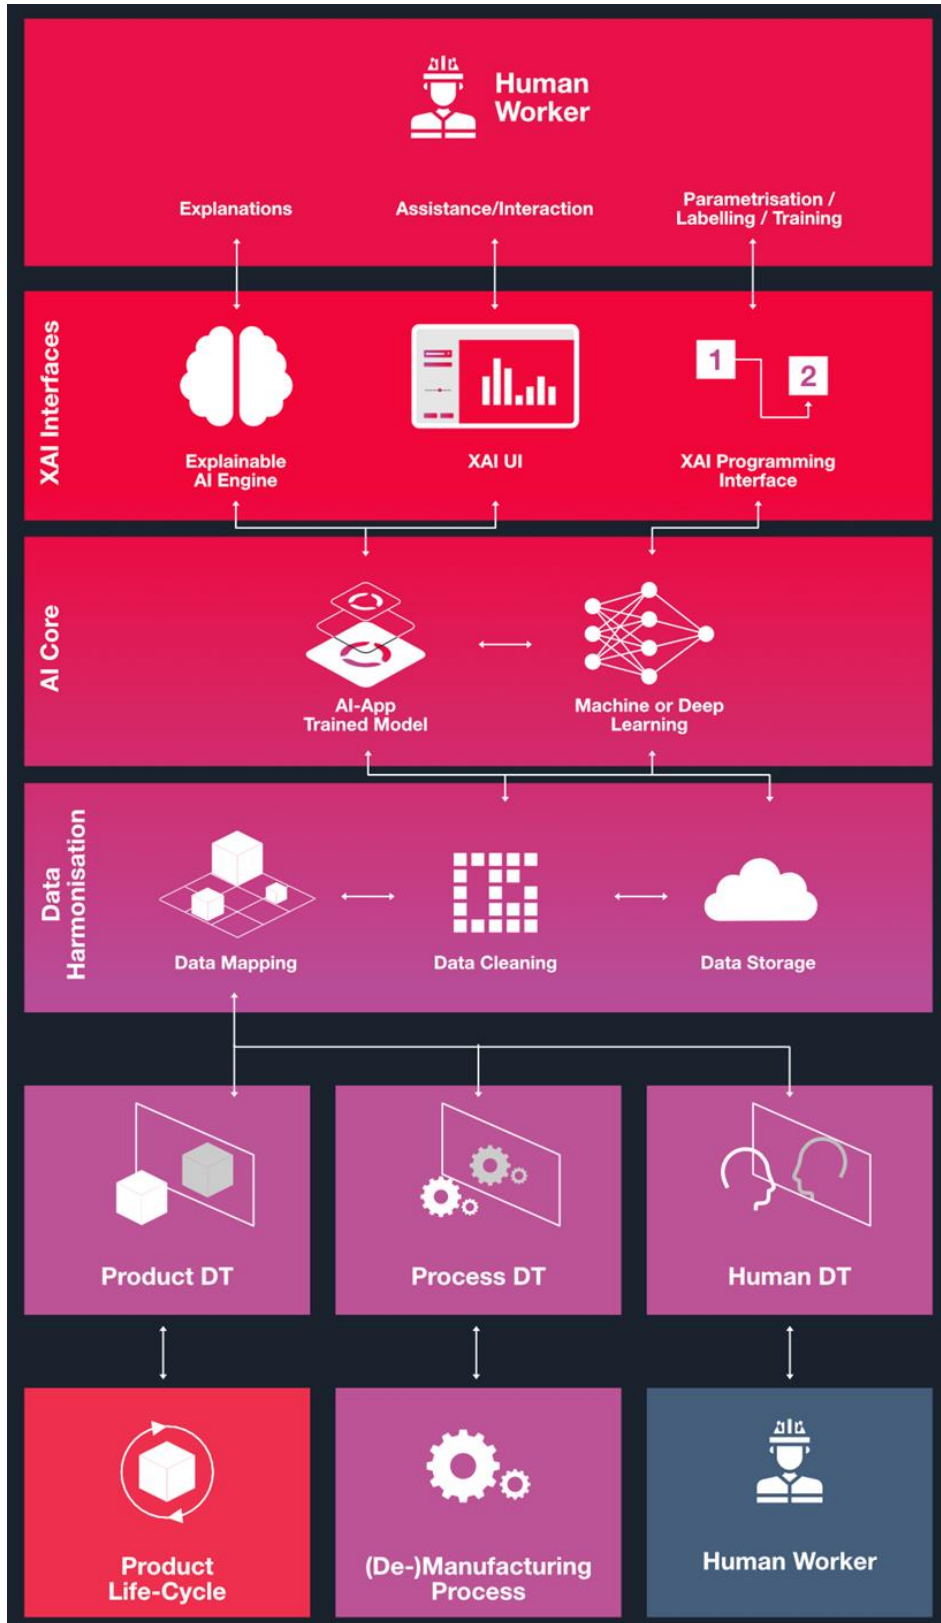 Human
Worker
Explanations
Assistance/Interaction
Parametrisation /
Labelling / Training
XAI Interfaces
1
2
Explainable
AI Engine
XAI UI
XAI Programming
Interface
AI Core
AI-App
Trained Model
Machine or Deep
Learning
Data
Harmonisation
Data Mapping
Data Cleaning
Data Storage
Product DT
Process DT
Human DT
Product
Life-Cycle
(De-)Manufacturing
Process
Human Worker